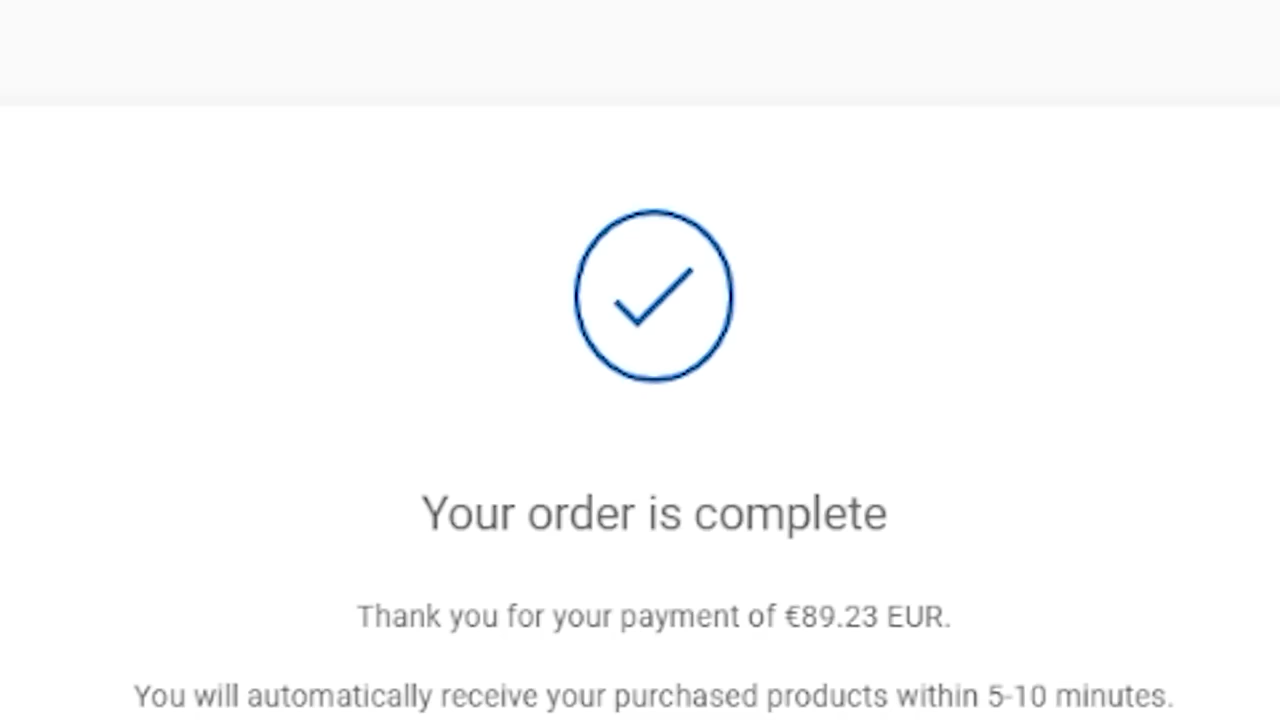 Your order is complete
Thank you for your payment of €89.23 EUR.
You will automatically receive your purchased products within 5-10 minutes.